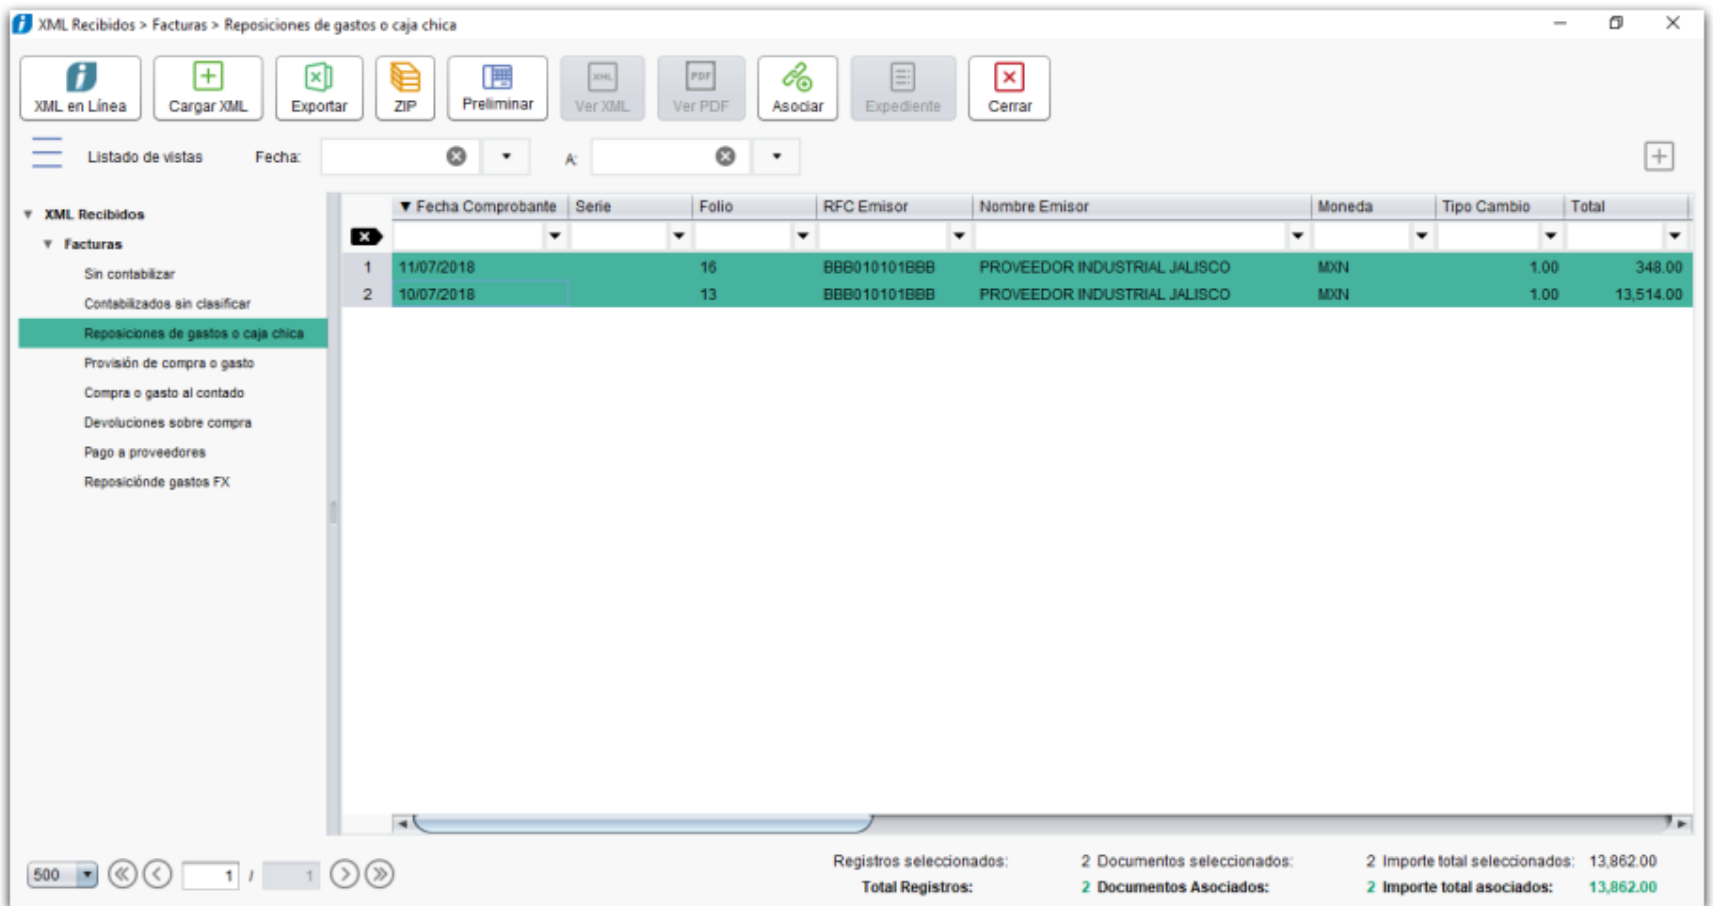 XML Recibidos > Facturas > Reposiciones de gastos o caja chica
XML en Línea Cargar XML Exportar ZIP Preliminar Ver XML Ver PDF Asociar Expediente Cerrar
Listado de vistas Fecha: A:
XML Recibidos
Facturas
Sin contabilizar
Contabilizados sin clasificar
Reposiciones de gastos o caja chica
Provisión de compra o gasto
Compra o gasto al contado
Devoluciones sobre compra
Pago a proveedores
Reposiciónde gastos FX
Fecha Comprobante Serie Folio RFC Emisor Nombre Emisor Moneda Tipo Cambio Total
1 11/07/2018 16 BBB010101BBB PROVEEDOR INDUSTRIAL JALISCO MXN 1.00 348.00
2 10/07/2018 13 BBB010101BBB PROVEEDOR INDUSTRIAL JALISCO MXN 1.00 13,514.00
500 1 / 1
Registros seleccionados: 2 Documentos seleccionados: 2 Importe total seleccionados: 13,862.00
Total Registros: 2 Documentos Asociados: 2 Importe total asociados: 13,862.00